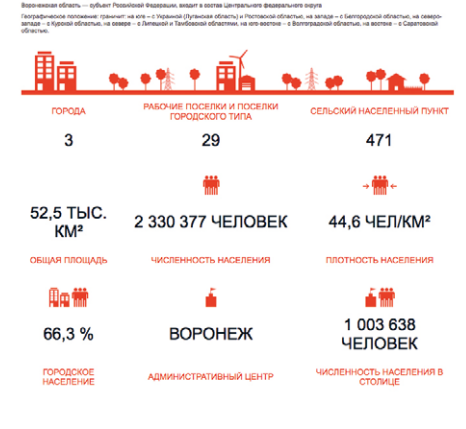 Воронежская область — субъект Российской Федерации, входит в состав Центрального федерального округа
Географическое положение: граничит на юге – с Украиной (Луганская область) и Ростовской областью, на западе – с Белгородской областью, на северо-
западе – с Курской областью, на севере – с Липецкой и Тамбовской областями, на юго-востоке – с Волгоградской областью, на востоке – с Саратовской
областью.
ГОРОДА
РАБОЧИЕ ПОСЕЛКИ И ПОСЕЛКИ
ГОРОДСКОГО ТИПА
СЕЛЬСКИЙ НАСЕЛЕННЫЙ ПУНКТ
3
29
471
52,5 ТЫС.
КМ²
2 330 377 ЧЕЛОВЕК
44,6 ЧЕЛ/КМ²
ОБЩАЯ ПЛОЩАДЬ
ЧИСЛЕННОСТЬ НАСЕЛЕНИЯ
ПЛОТНОСТЬ НАСЕЛЕНИЯ
66,3 %
ВОРОНЕЖ
1 003 638
ЧЕЛОВЕК
ГОРОДСКОЕ
НАСЕЛЕНИЕ
АДМИНИСТРАТИВНЫЙ ЦЕНТР
ЧИСЛЕННОСТЬ НАСЕЛЕНИЯ В
СТОЛИЦЕ